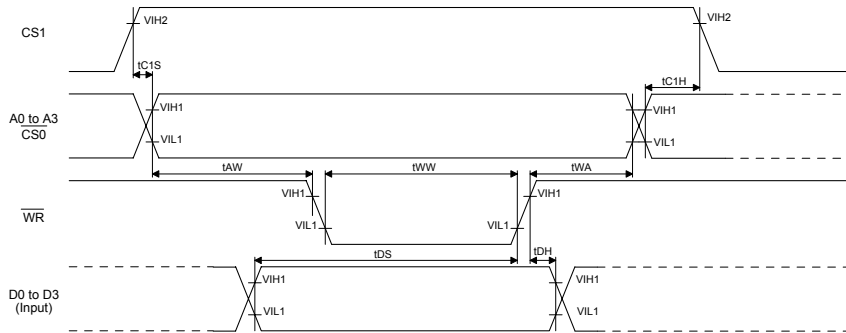 CS1
VIH2
VIH2
tC1S
tC1H
A0 to A3
CS0
VIH1
VIL1
VIH1
VIL1
tAW
tWW
tWA
WR
VIH1
VIL1
VIL1
VIH1
tDS
tDH
D0 to D3
(Input)
VIH1
VIL1
VIH1
VIL1